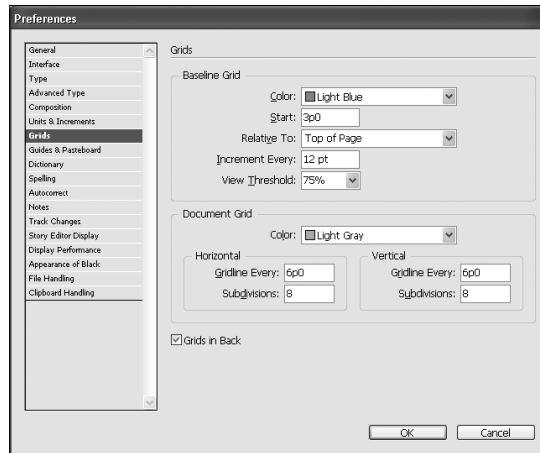 Preferences
General
Interface
Type
Advanced Type
Composition
Units & Increments
Grids
Guides & Pasteboard
Dictionary
Spelling
Autocorrect
Notes
Track Changes
Story Editor Display
Display Performance
Appearance of Black
File Handling
Clipboard Handling
Grids
Baseline Grid
Color: Light Blue
Start: 3p0
Relative To: Top of Page
Increment Every: 12 pt
View Threshold: 75%
Document Grid
Color: Light Gray
Horizontal
Gridline Every: 6p0
Subdivisions: 8
Vertical
Gridline Every: 6p0
Subdivisions: 8
Grids in Back
OK Cancel